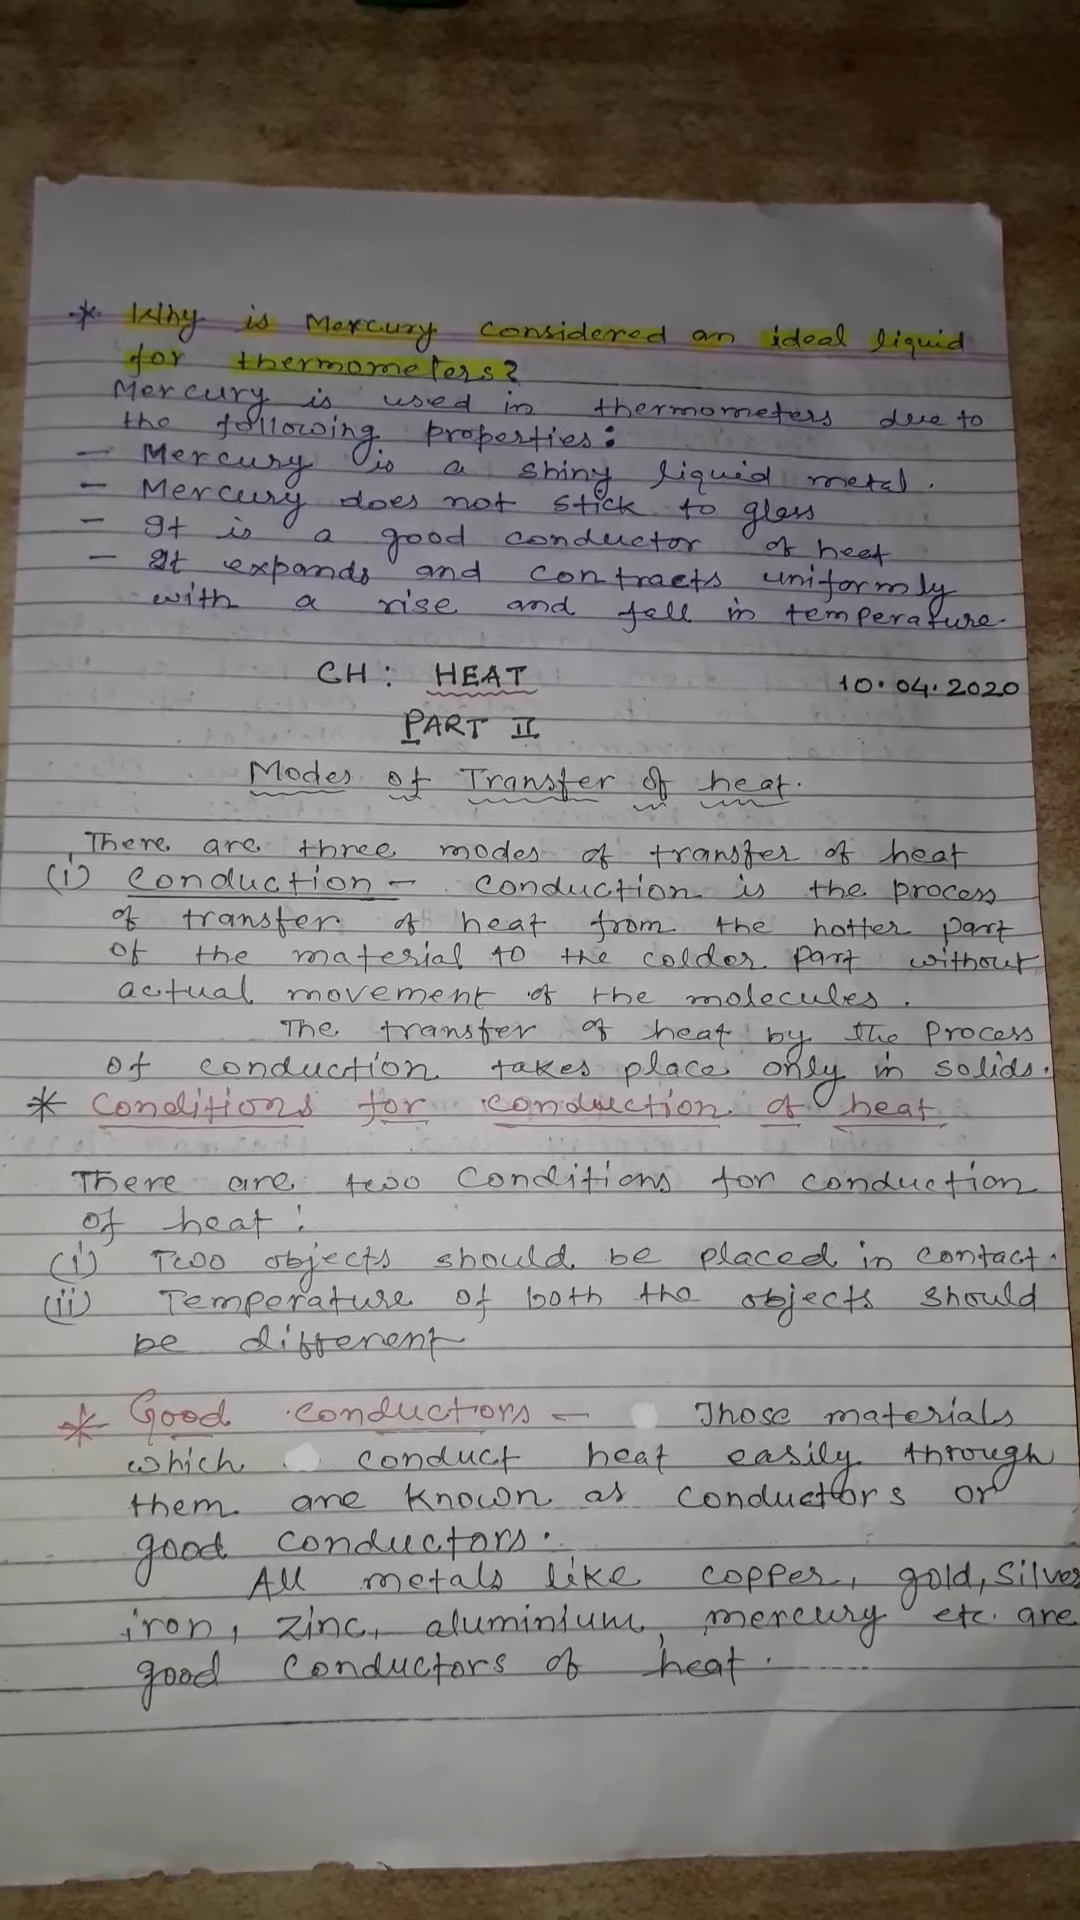 * Why is Mercury considered an ideal liquid
for thermometers?
Mercury is used in thermometers due to
the following properties:
- Mercury is a shiny liquid metal.
- Mercury does not stick to glass
- It is a good conductor of heat
- It expands and contracts uniformly
with a rise and fall in temperature.
CH: HEAT 10.04.2020
PART II
Modes of Transfer of heat.
There are three modes of transfer of heat
(i) Conduction - Conduction is the process
of transfer of heat from the hotter part
of the material to the colder part without
actual movement of the molecules.
The transfer of heat by the process
of conduction takes place only in solids.
* Conditions for conduction of heat
There are two conditions for conduction
of heat:
(i) Two objects should be placed in contact.
(ii) Temperature of both the objects should
be different
* Good conductors - Those materials
which conduct heat easily through
them are known as conductors or
good conductors.
All metals like copper, gold, silver
iron, zinc, aluminium, mercury etc. are
good conductors of heat.